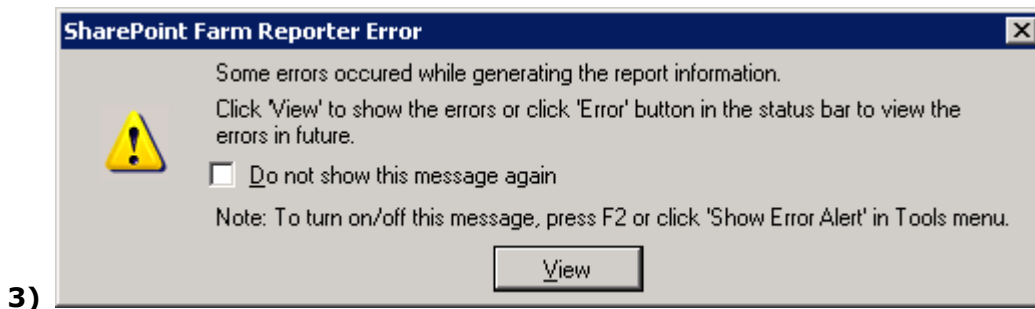 SharePoint Farm Reporter Error
Some errors occured while generating the report information.
Click 'View' to show the errors or click 'Error' button in the status bar to view the
errors in future.
Do not show this message again
Note: To turn on/off this message, press F2 or click 'Show Error Alert' in Tools menu.
View
3)